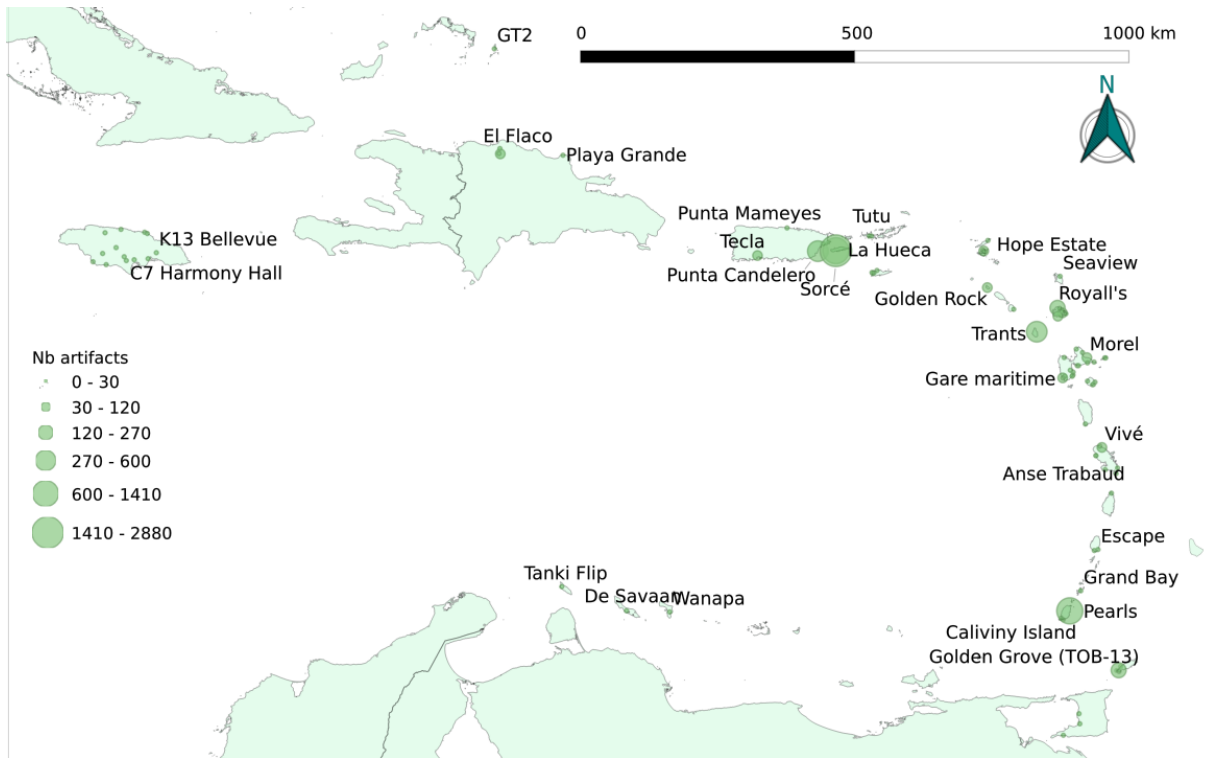 GT2
0 500 1000 km
N
El Flaco
Playa Grande
Punta Mameyes
Tutu
K13 Bellevue
Tecla
La Hueca
Hope Estate
C7 Harmony Hall
Punta Candelero
Seaview
Sorcé
Golden Rock
Royall's
Trants
Morel
Nb artifacts
0 - 30
30 - 120
120 - 270
270 - 600
600 - 1410
1410 - 2880
Gare maritime
Vivé
Anse Trabaud
Escape
Tanki Flip
Grand Bay
De Savaan
Wanapa
Pearls
Caliviny Island
Golden Grove (TOB-13)